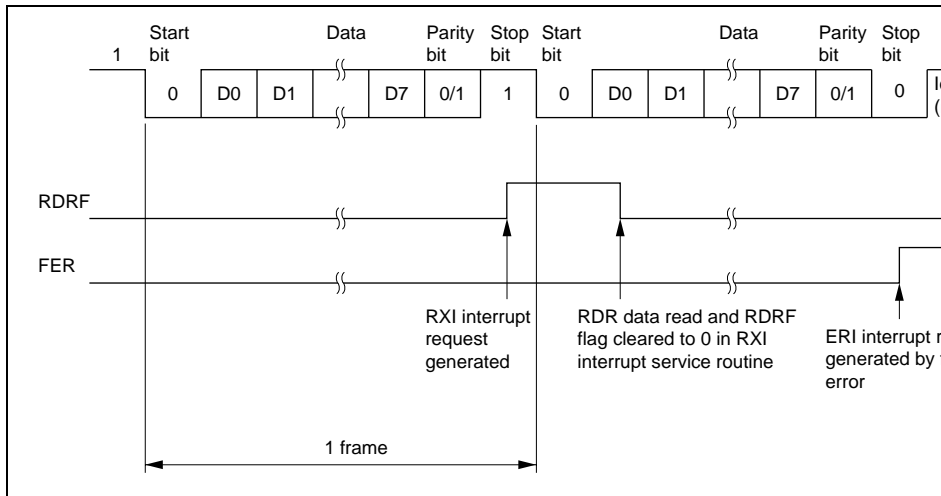 Start bit Data Parity bit Stop bit Start bit Data Parity bit Stop bit
1 0 D0 D1 D7 0/1 1 0 D0 D1 D7 0/1 0
RDRF
FER
RXI interrupt
request
generated
RDR data read and RDRF
flag cleared to 0 in RXI
interrupt service routine
ERI interrupt
generated by
error
1 frame